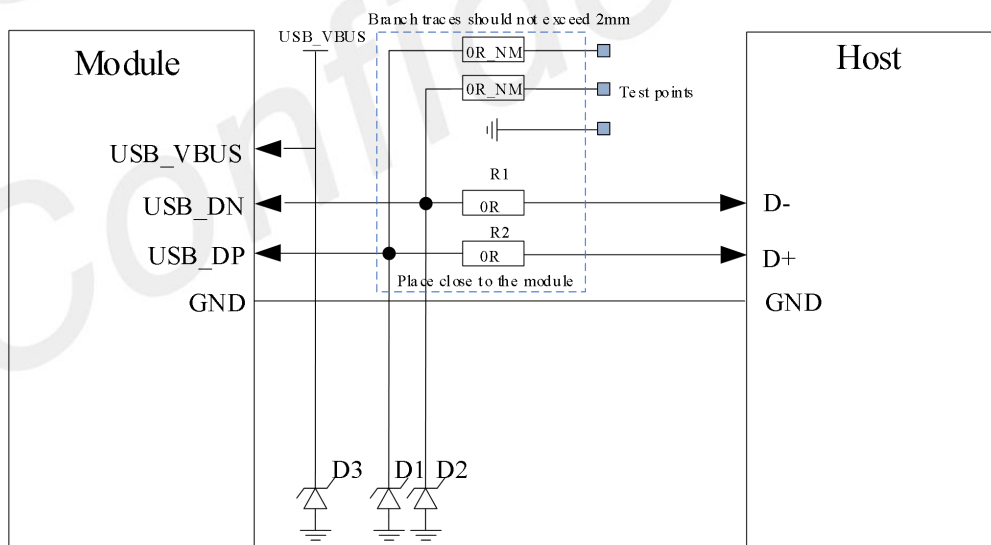 Branch traces should not exceed 2mm
USB_VBUS
Module
0R_NM
Host
0R_NM
Test points
USB_VBUS
R1
USB_DN
0R
D-
R2
USB_DP
0R
D+
Place close to the module
GND
GND
D3
D1
D2